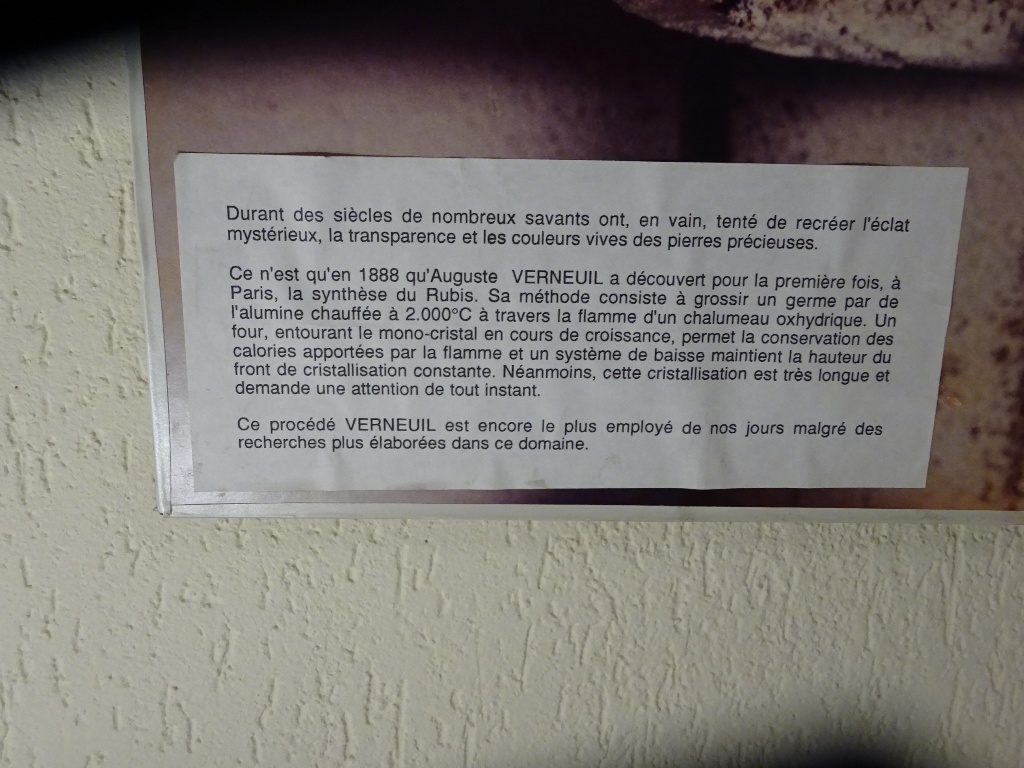 Durant des siècles de nombreux savants ont, en vain, tenté de recréer l'éclat
mystérieux, la transparence et les couleurs vives des pierres précieuses.
Ce n'est qu'en 1888 qu'Auguste VERNEUIL a découvert pour la première fois, à
Paris, la synthèse du Rubis. Sa méthode consiste à grossir un germe par de
l'alumine chauffée à 2.000°C à travers la flamme d'un chalumeau oxhydrique. Un
four, entourant le mono-cristal en cours de croissance, permet la conservation des
calories apportées par la flamme et un système de baisse maintient la hauteur du
front de cristallisation constante. Néanmoins, cette cristallisation est très longue et
demande une attention de tout instant.
Ce procédé VERNEUIL est encore le plus employé de nos jours malgré des
recherches plus élaborées dans ce domaine.